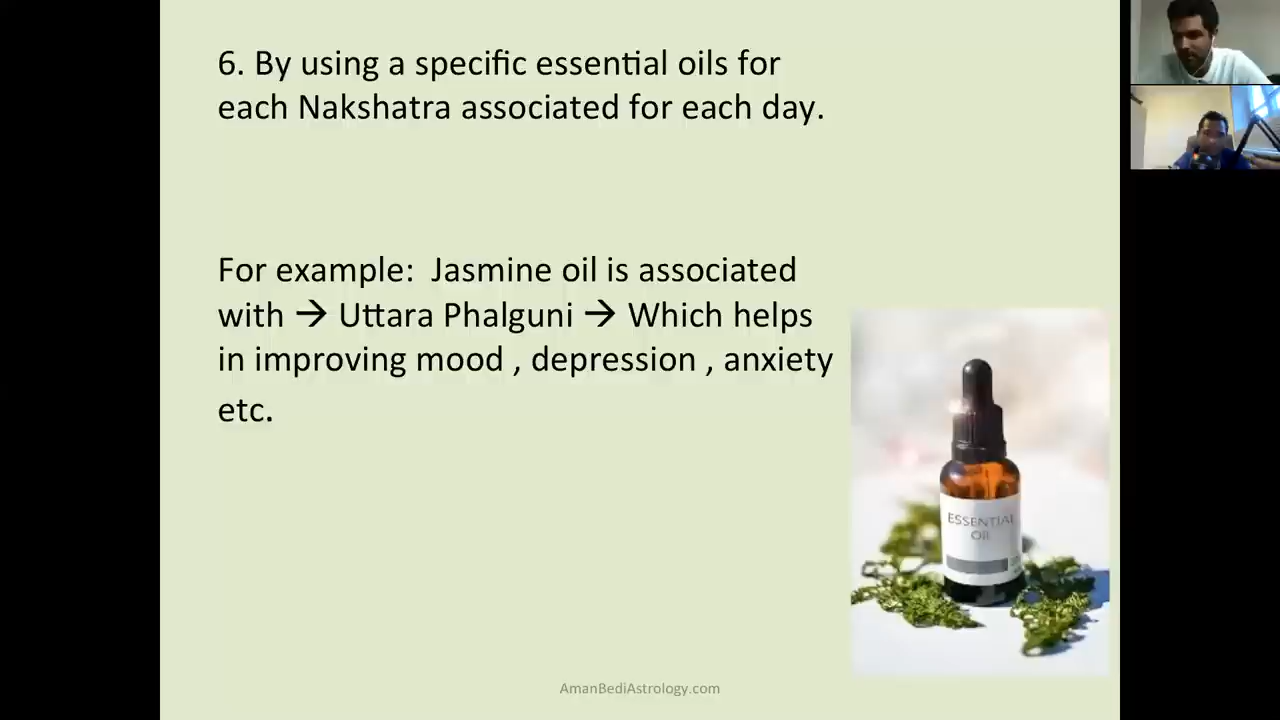 6. By using a specific essential oils for
each Nakshatra associated for each day.
For example:  Jasmine oil is associated
with → Uttara Phalguni → Which helps
in improving mood , depression , anxiety
etc.
ESSENTIAL
OIL
AmanBediAstrology.com